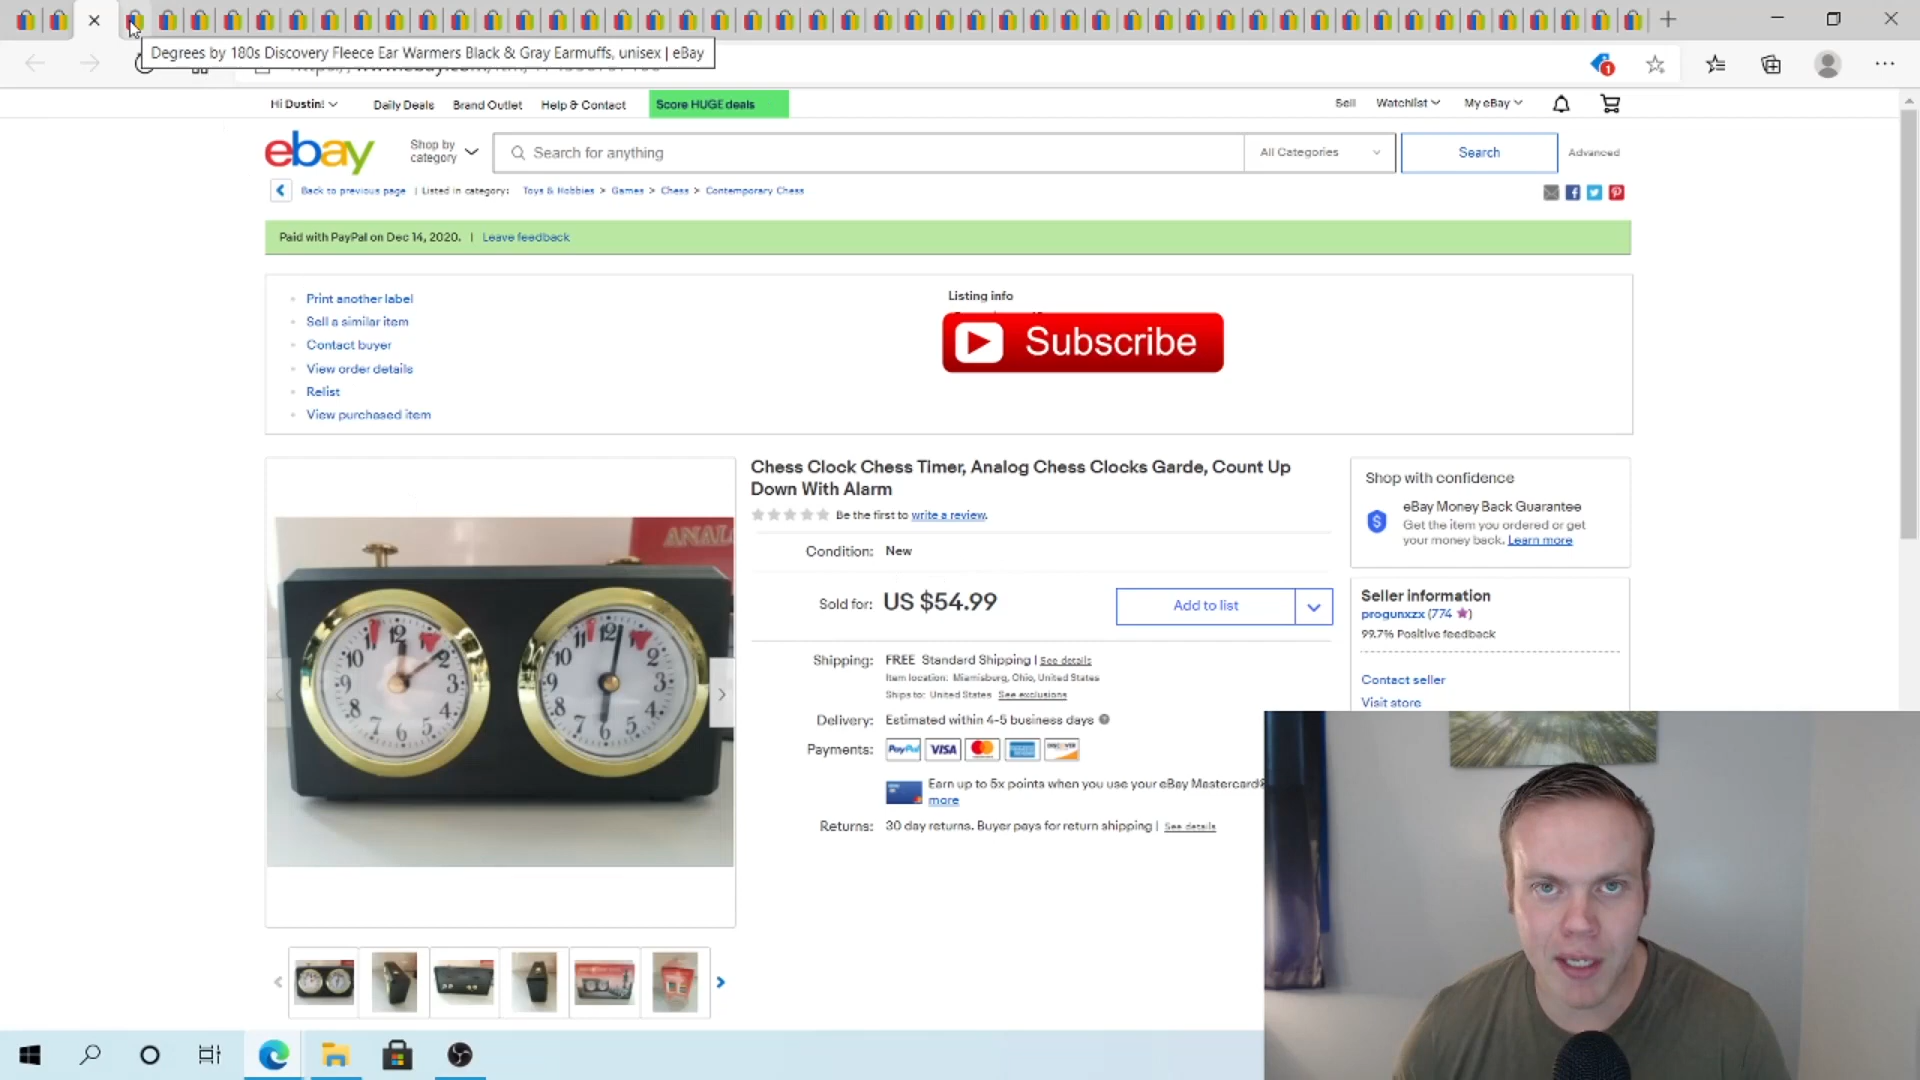 Degrees by 180s Discovery Fleece Ear Warmers Black & Gray Earmuffs, unisex | eBay
Hi Dustin! Daily Deals Brand Outlet Help & Contact Score HUGE deals Sell Watchlist My eBay
ebay Shop by category Search for anything All Categories Search Advanced
Back to previous page | Listed in category: Toys & Hobbies > Games > Chess > Contemporary Chess
Paid with PayPal on Dec 14, 2020. | Leave feedback
Print another label
Sell a similar item
Contact buyer
View order details
Relist
View purchased item
Listing info
Subscribe
Chess Clock Chess Timer, Analog Chess Clocks Garde, Count Up
Down With Alarm
Be the first to write a review.
Condition: New
Sold for: US $54.99
Add to list
Shipping: FREE Standard Shipping | See details
Item location: Miamisburg, Ohio, United States
Ships to: United States See exclusions
Delivery: Estimated within 4-5 business days
Payments: PayPal VISA DISCOVER
Earn up to 5x points when you use your eBay Mastercard®
more
Returns: 30 day returns. Buyer pays for return shipping | See details
Shop with confidence
eBay Money Back Guarantee
Get the item you ordered or get
your money back. Learn more
Seller information
progunxzx (774)
99.7% Positive feedback
Contact seller
Visit store